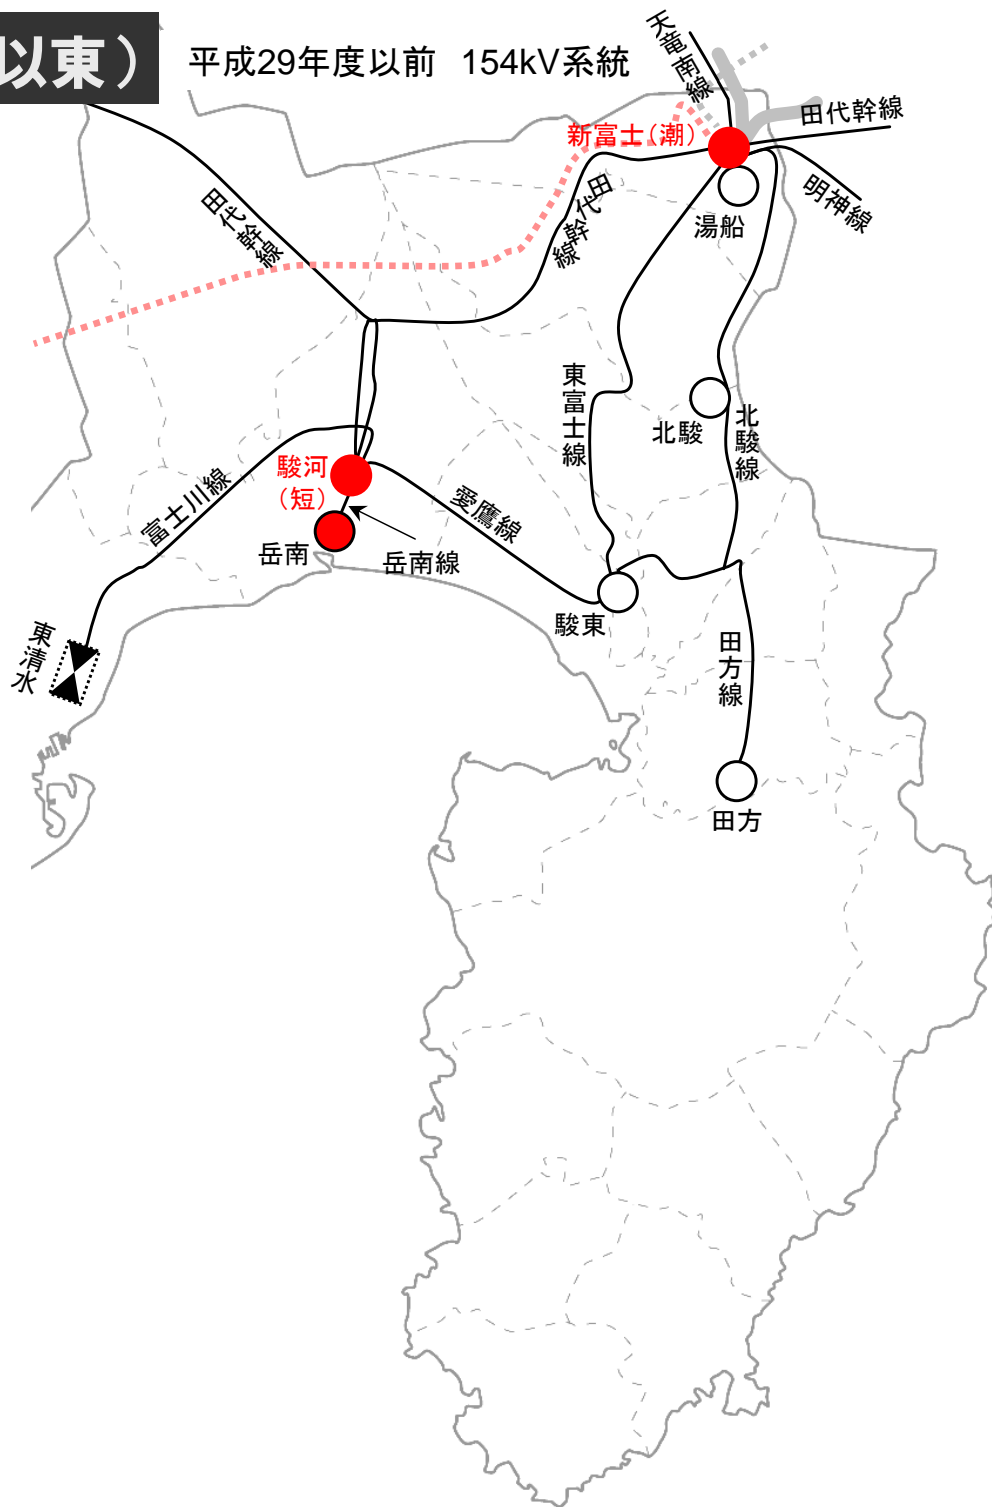 以東）
平成29年度以前 154kV系統
天竜南線
田代幹線
新富士（潮）
明神線
湯船
田代幹線
田代幹線
東富士線
北駿
北駿線
駿河
（短）
富士川線
愛鷹線
岳南
岳南線
駿東
東清水
田方線
田方